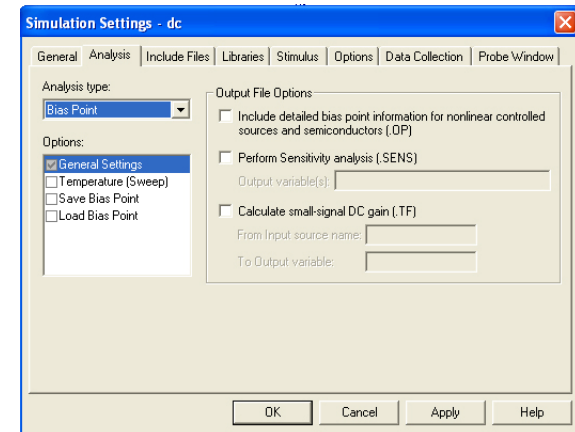 Simulation Settings - dc
General Analysis Include Files Libraries Stimulus Options Data Collection Probe Window
Analysis type:
Bias Point
Options:
General Settings
Temperature (Sweep)
Save Bias Point
Load Bias Point
Output File Options
Include detailed bias point information for nonlinear controlled
sources and semiconductors (.OP)
Perform Sensitivity analysis (.SENS)
Output variable(s):
Calculate small-signal DC gain (.TF)
From Input source name:
To Output variable:
OK Cancel Apply Help